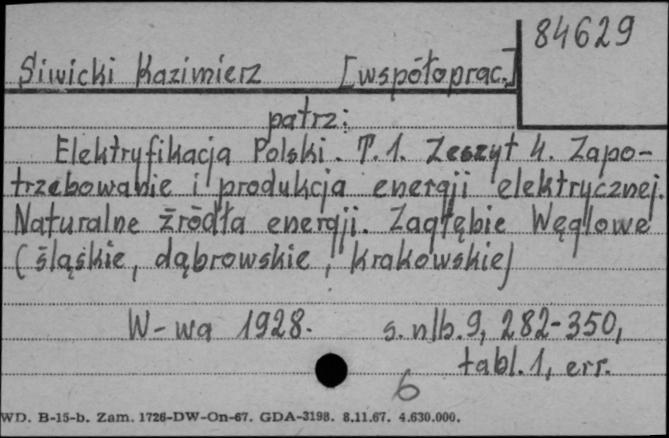 84629
Siwicki Kazimierz [współoprac.]
patrz:
Elektryfikacja Polski. T. 1. Zeszyt 4. Zapo-
trzebowanie i produkcja energji elektrycznej.
Naturalne źródła energji. Zagłębie Węglowe
(śląskie, dąbrowskie, krakowskie)
W-wa 1928. s. nlb. 9, 282-350,
tabl. 1, err.
6
WD. B-15-b. Zam. 1726-DW-On-67. GDA-3198. 8.11.67. 4.630.000.